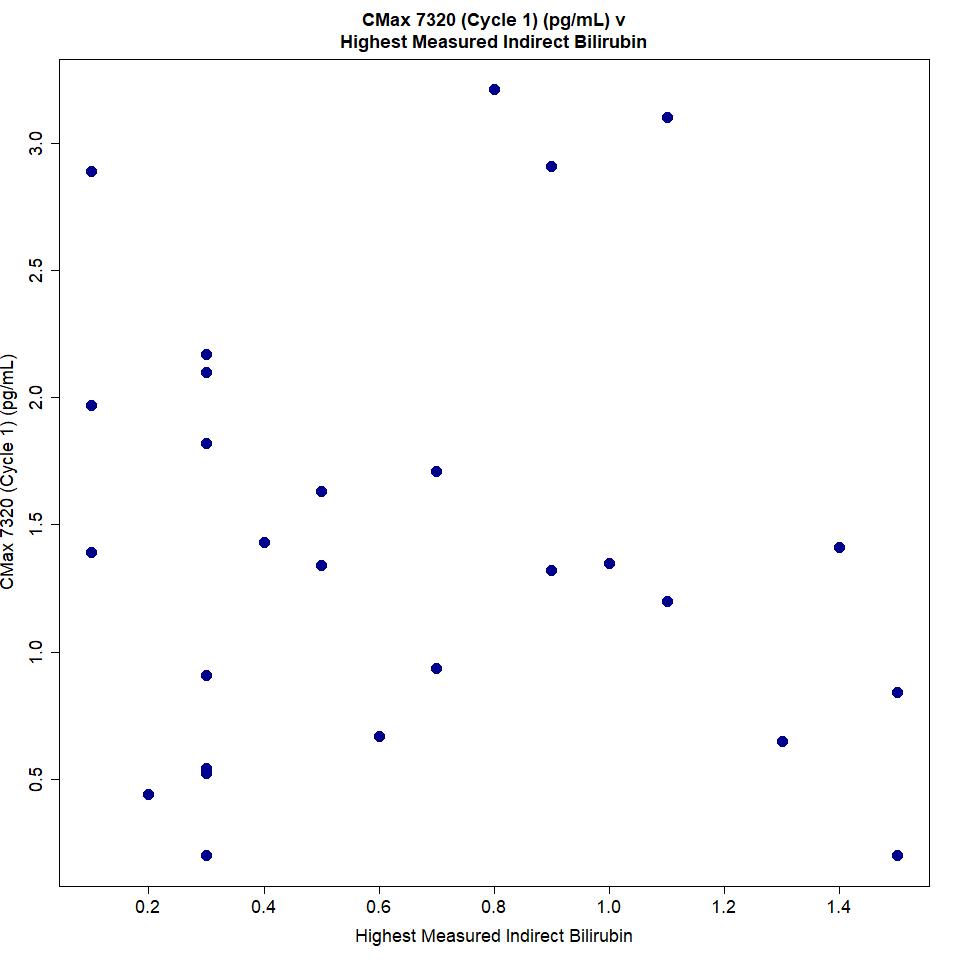 CMax 7320 (Cycle 1) (pg/mL) v
Highest Measured Indirect Bilirubin
CMax 7320 (Cycle 1) (pg/mL)
3.0
2.5
2.0
1.5
1.0
0.5
0.2 0.4 0.6 0.8 1.0 1.2 1.4
Highest Measured Indirect Bilirubin